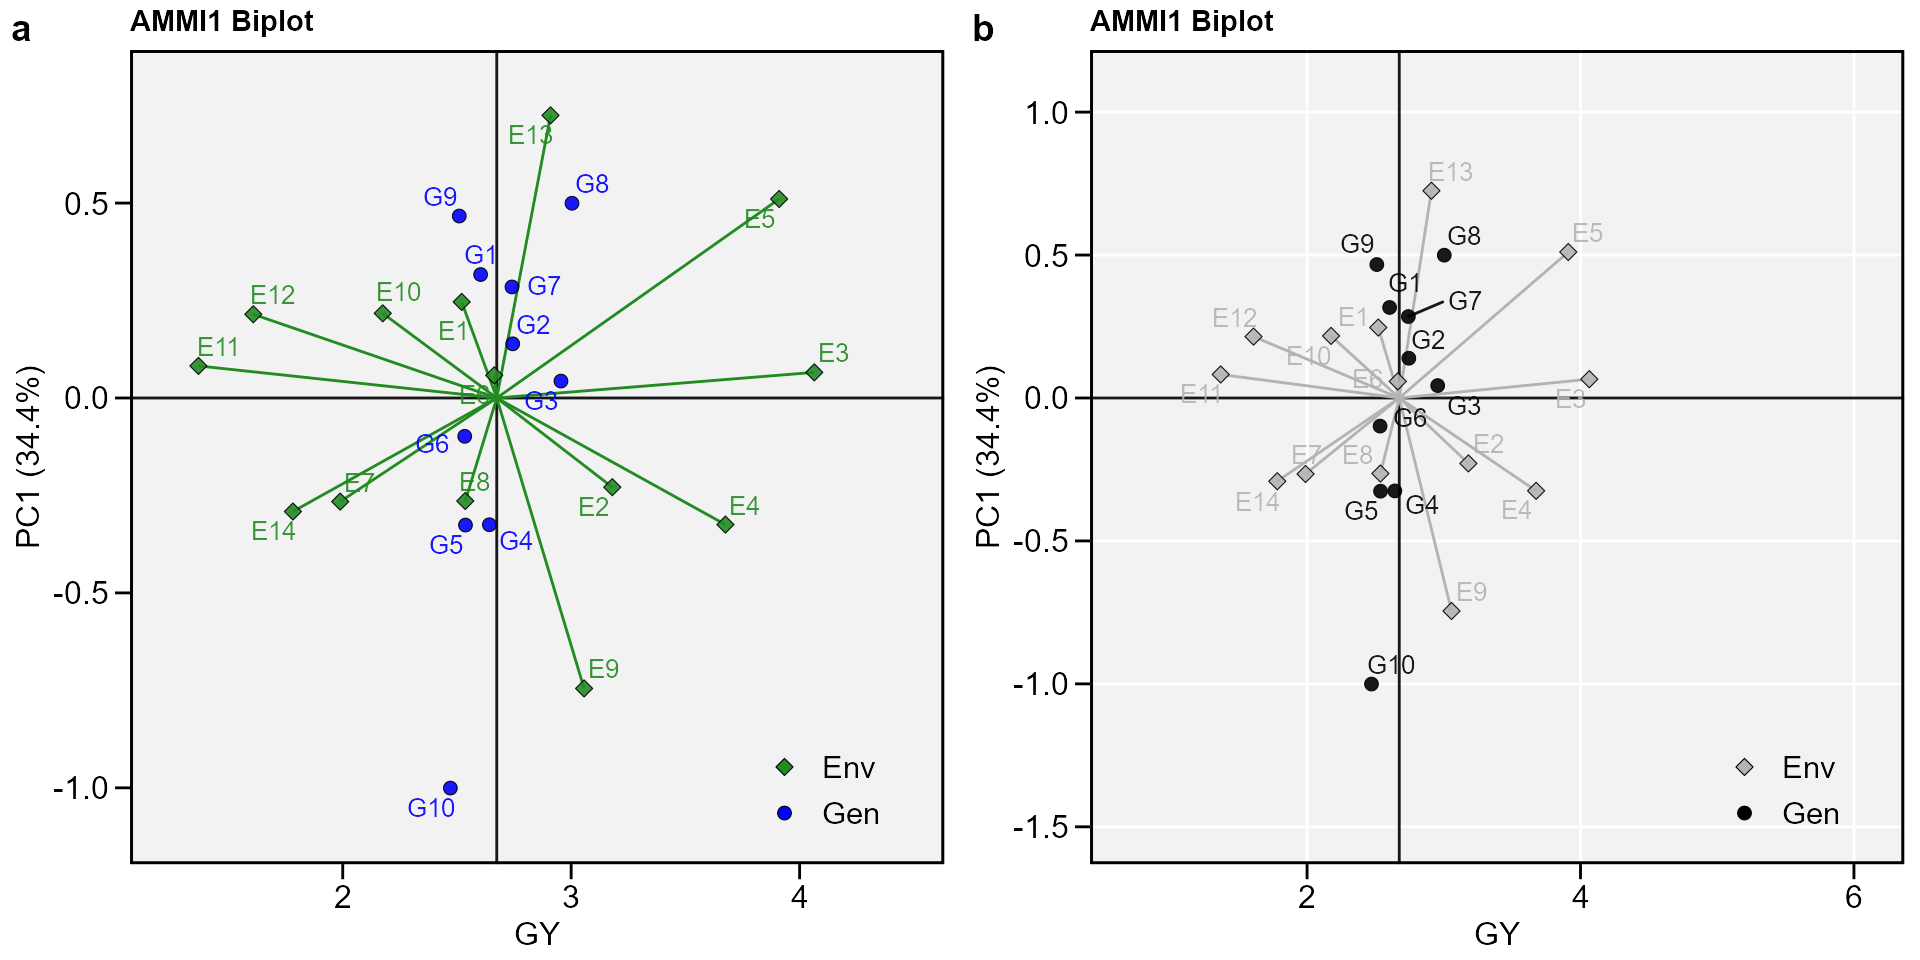 a
AMMI1 Biplot
E13
G9
G8
E5
G1
G7
E12
E10
E1
G2
E11
E3
E6
G3
G6
E7
E8
E2
E4
E14
G5
G4
E9
G10
0.5
0.0
-0.5
-1.0
PC1 (34.4%)
Env
Gen
2
3
4
GY
b
AMMI1 Biplot
E13
G9
G8
E5
G1
G7
E12
E1
G2
E10
E6
E11
G3
E3
G6
E7
E8
E2
E14
G5
G4
E4
E9
G10
1.0
0.5
0.0
-0.5
-1.0
-1.5
PC1 (34.4%)
Env
Gen
2
4
6
GY